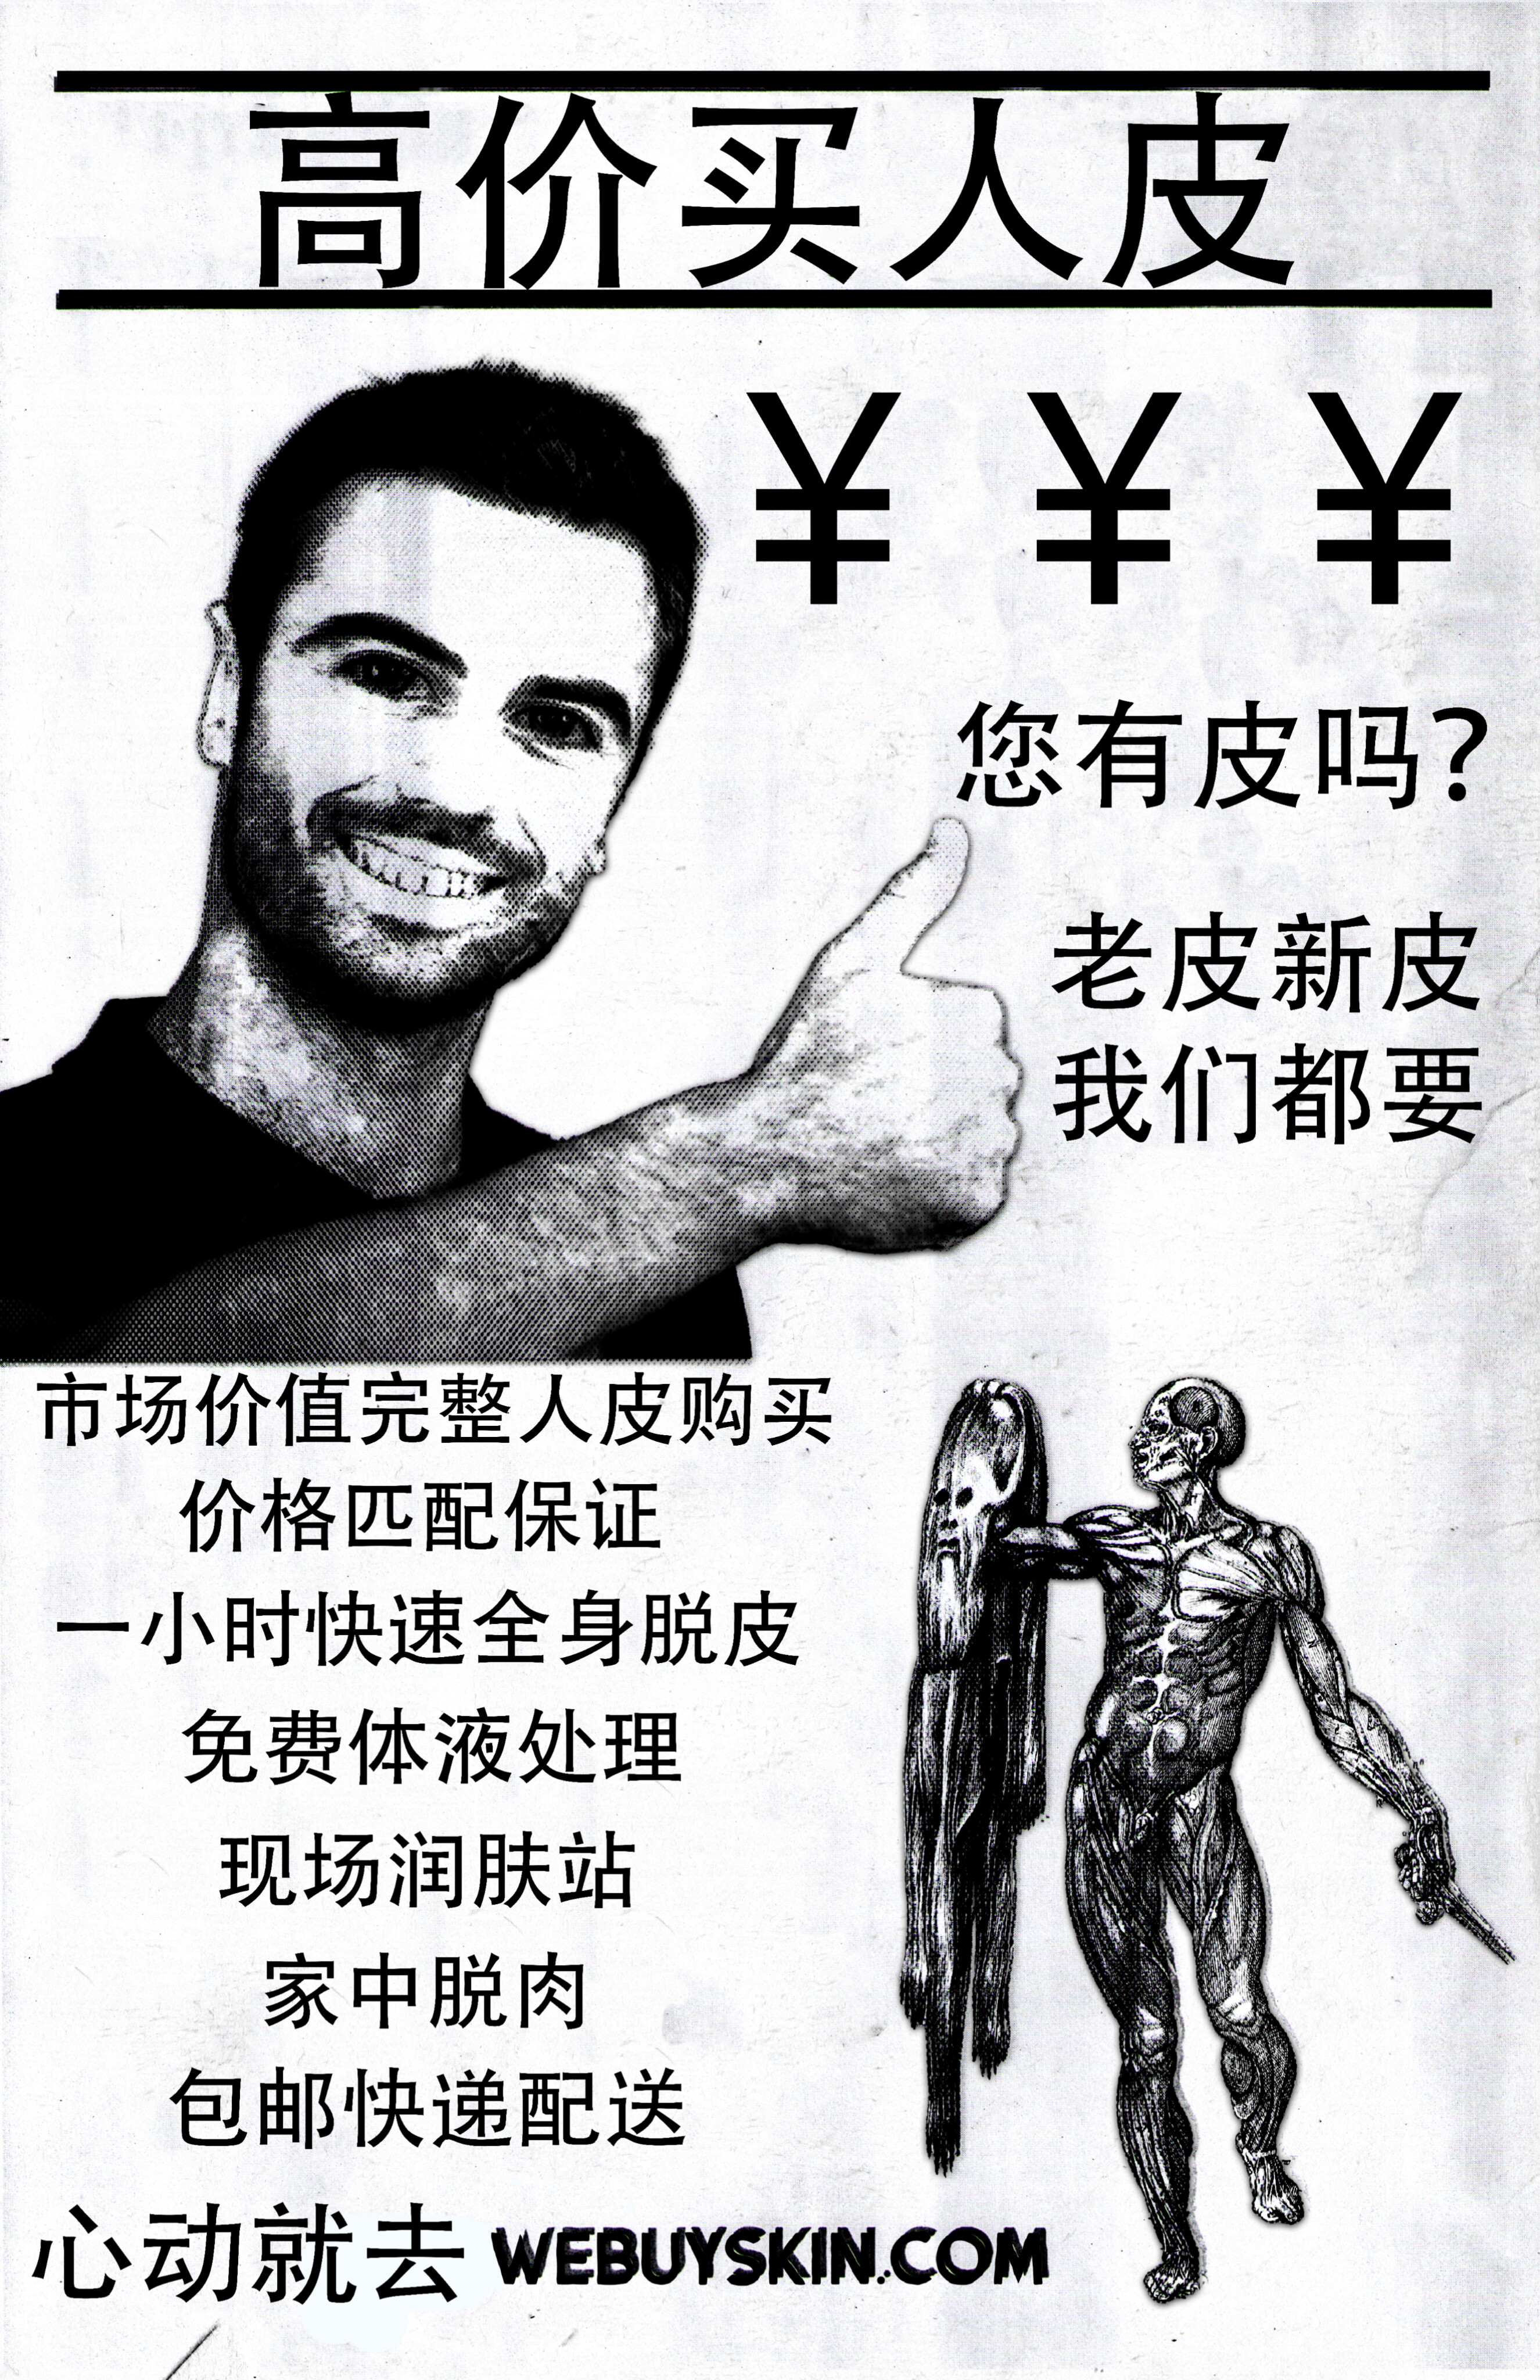 高价买人皮
¥ ¥ ¥
您有皮吗?
老皮新皮
我们都要
市场价值完整人皮购买
价格匹配保证
一小时快速全身脱皮
免费体液处理
现场润肤站
家中脱肉
包邮快递配送
心动就去 WEBUYSKIN.COM